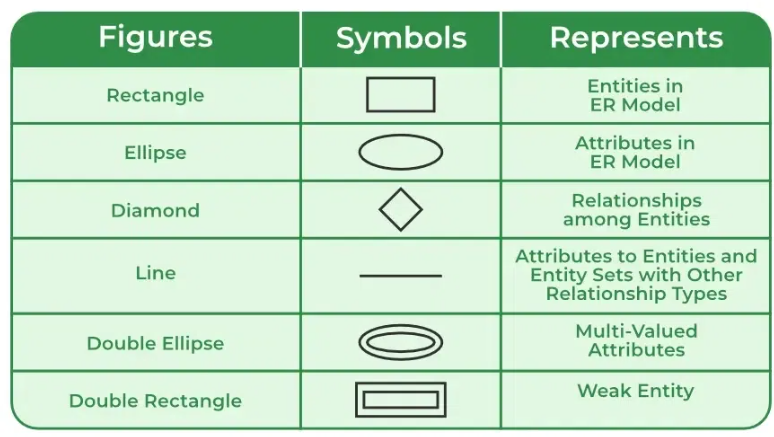 Figures
Symbols
Represents
Rectangle
Entities in
ER Model
Ellipse
Attributes in
ER Model
Diamond
Relationships
among Entities
Line
Attributes to Entities and
Entity Sets with Other
Relationship Types
Double Ellipse
Multi-Valued
Attributes
Double Rectangle
Weak Entity